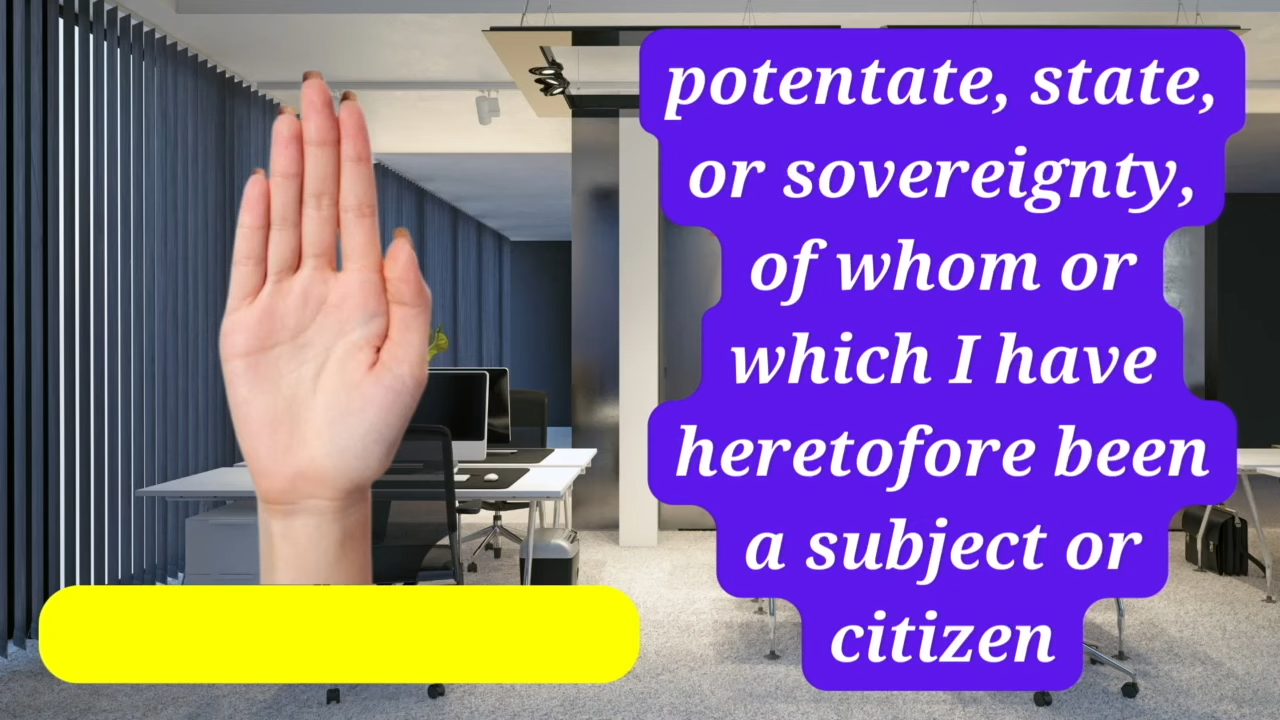 potentate, state,
or sovereignty,
of whom or
which I have
heretofore been
a subject or
citizen